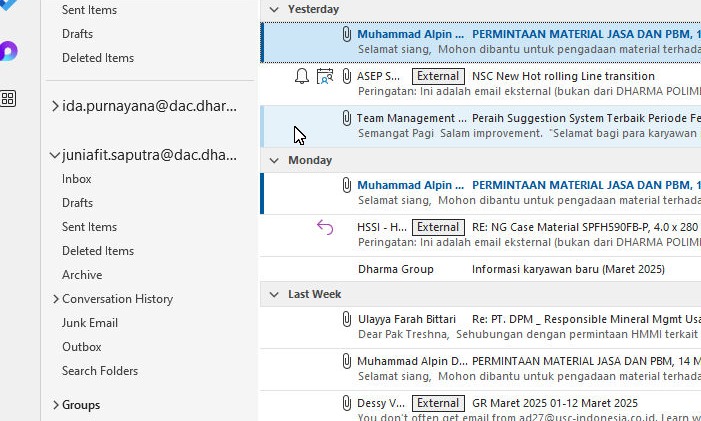 Sent Items
Drafts
Deleted Items
ida.purnayana@dac.dhar...
juniafit.saputra@dac.dha...
Inbox
Drafts
Sent Items
Deleted Items
Archive
Conversation History
Junk Email
Outbox
Search Folders
Groups
Yesterday
Muhammad Alpin ... PERMINTAAN MATERIAL JASA DAN PBM, 1
Selamat siang, Mohon dibantu untuk pengadaan material terhada
ASEP S... External NSC New Hot rolling Line transition
Peringatan: Ini adalah email eksternal (bukan dari DHARMA POLIM
Team Management ... Peraih Suggestion System Terbaik Periode Fe
Semangat Pagi Salam improvement. "Selamat bagi para karyawan
Monday
Muhammad Alpin ... PERMINTAAN MATERIAL JASA DAN PBM, 1
Selamat siang, Mohon dibantu untuk pengadaan material terhada
HSSI - H... External RE: NG Case Material SPFH590FB-P, 4.0 x 280
Peringatan: Ini adalah email eksternal (bukan dari DHARMA POLIM
Dharma Group Informasi karyawan baru (Maret 2025)
Last Week
Ulayya Farah Bittari Re: PT. DPM _ Responsible Mineral Mgmt Usa
Dear Pak Treshna, Sehubungan dengan permintaan HMMI terkait
Muhammad Alpin D... PERMINTAAN MATERIAL JASA DAN PBM, 14 M
Selamat siang, Mohon dibantu untuk pengadaan material terhada
Dessy V... External GR Maret 2025 01-12 Maret 2025
You don't often get email from ad27@usc-indonesia.co.id. Learn w